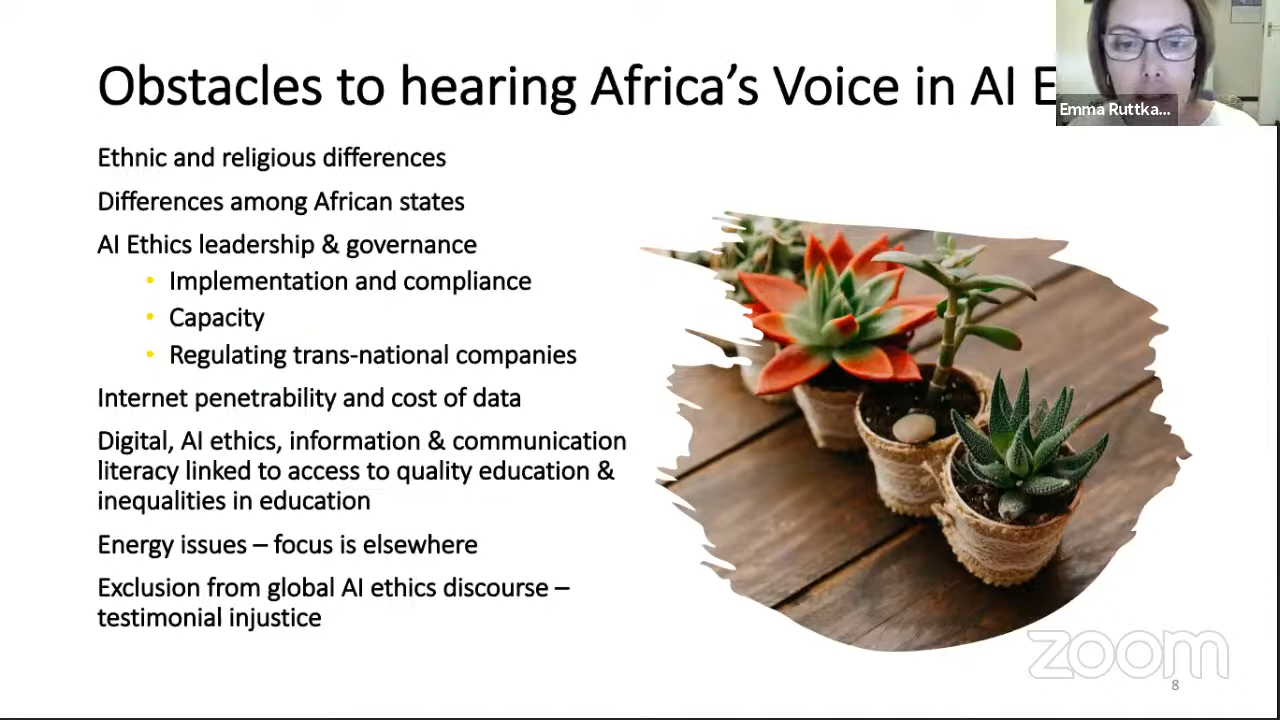 Obstacles to hearing Africa's Voice in AI E
Emma Ruttka...
Ethnic and religious differences
Differences among African states
AI Ethics leadership & governance
• Implementation and compliance
• Capacity
• Regulating trans-national companies
Internet penetrability and cost of data
Digital, AI ethics, information & communication
literacy linked to access to quality education &
inequalities in education
Energy issues – focus is elsewhere
Exclusion from global AI ethics discourse –
testimonial injustice
zoom
8